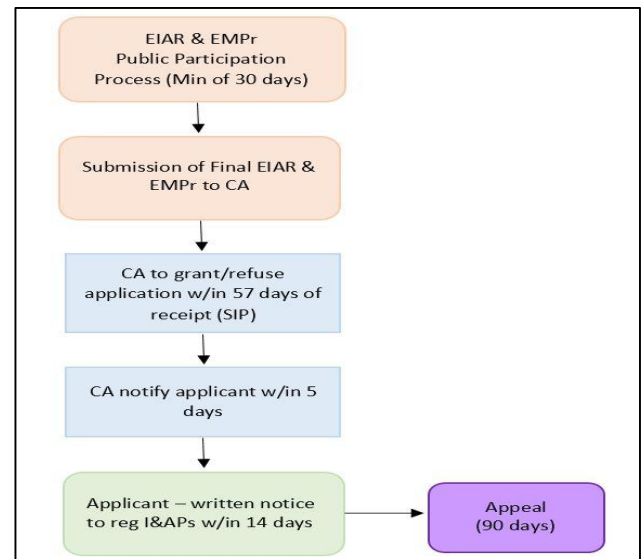 EIAR & EMPr
Public Participation
Process (Min of 30 days)
Submission of Final EIAR &
EMPr to CA
CA to grant/refuse
application w/in 57 days of
receipt (SIP)
CA notify applicant w/in 5
days
Applicant – written notice
to reg I&APs w/in 14 days
Appeal
(90 days)